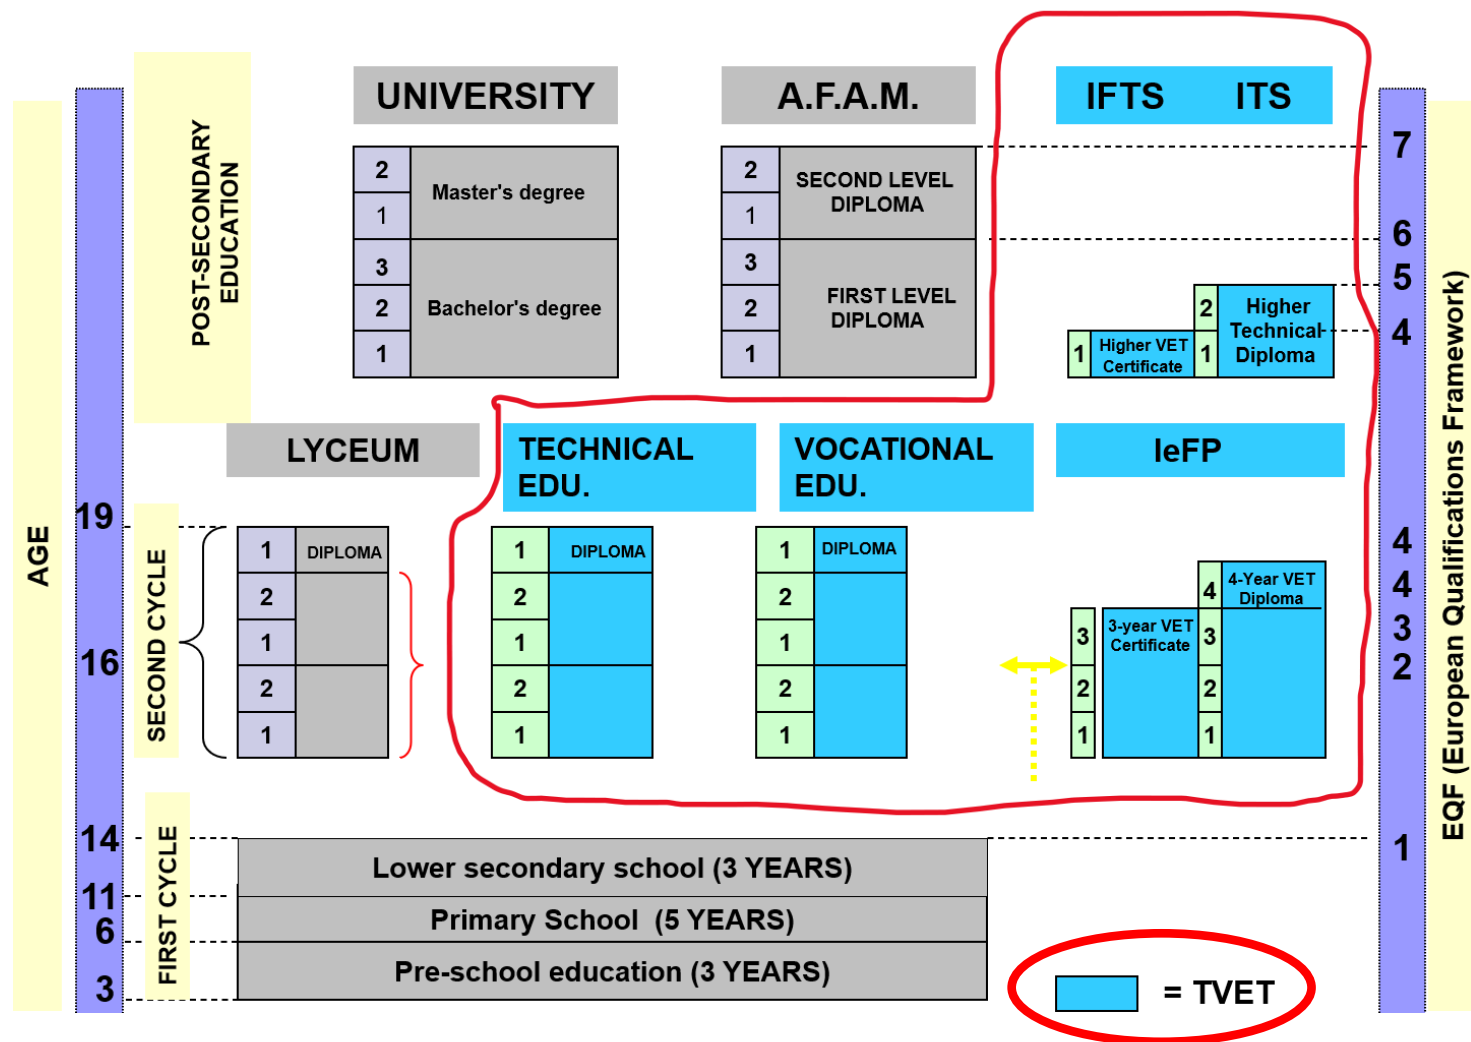 UNIVERSITY
A.F.A.M.
IFTS ITS
POST-SECONDARY
EDUCATION
2
1
Master's degree
3
2
1
Bachelor's degree
2
1
SECOND LEVEL
DIPLOMA
3
2
1
FIRST LEVEL
DIPLOMA
1
Higher VET
Certificate
2
1
Higher
Technical
Diploma
7
6
5
4
LYCEUM
TECHNICAL
EDU.
VOCATIONAL
EDU.
IeFP
AGE
19
16
SECOND CYCLE
1
DIPLOMA
2
1
2
1
1
DIPLOMA
2
1
2
1
1
DIPLOMA
2
1
2
1
3
2
1
3-year VET
Certificate
4
3
2
1
4-Year VET
Diploma
4
4
3
2
EQF (European Qualifications Framework)
14
11
6
3
FIRST CYCLE
Lower secondary school (3 YEARS)
Primary School (5 YEARS)
Pre-school education (3 YEARS)
1
= TVET